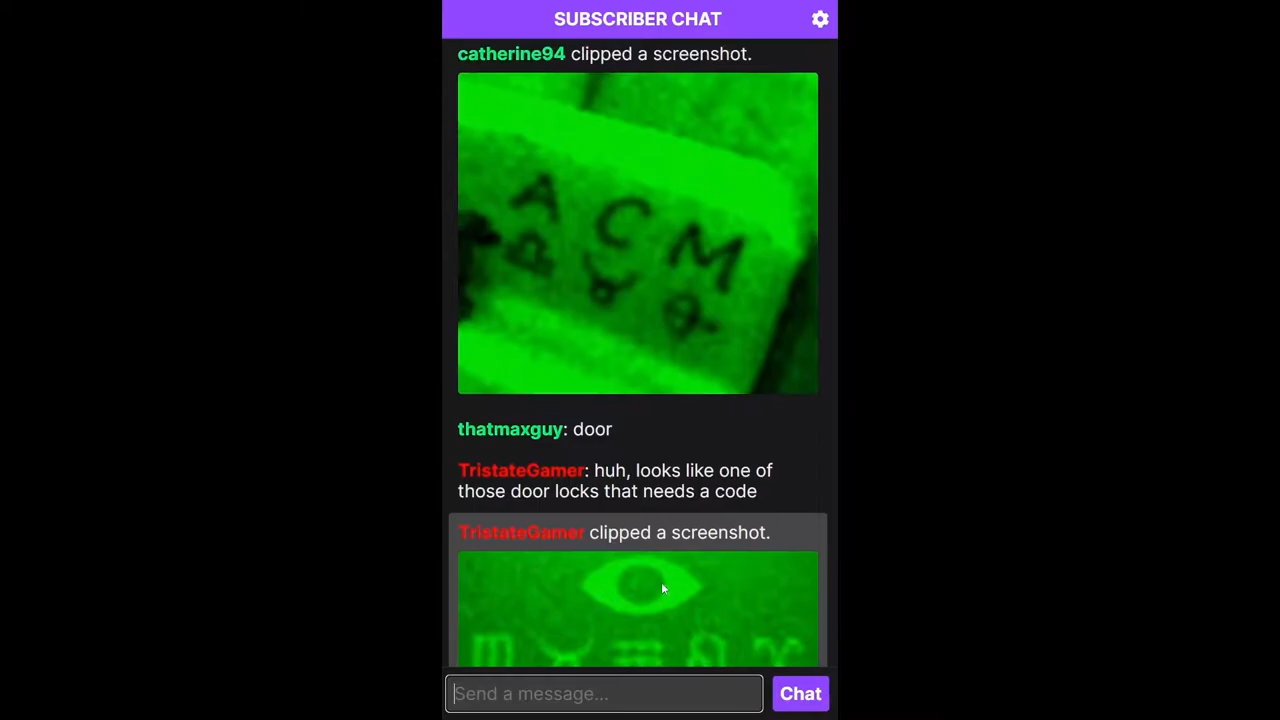 SUBSCRIBER CHAT
catherine94 clipped a screenshot.
A C M
thatmaxguy: door
TristateGamer: huh, looks like one of
those door locks that needs a code
TristateGamer clipped a screenshot.
Send a message...
Chat